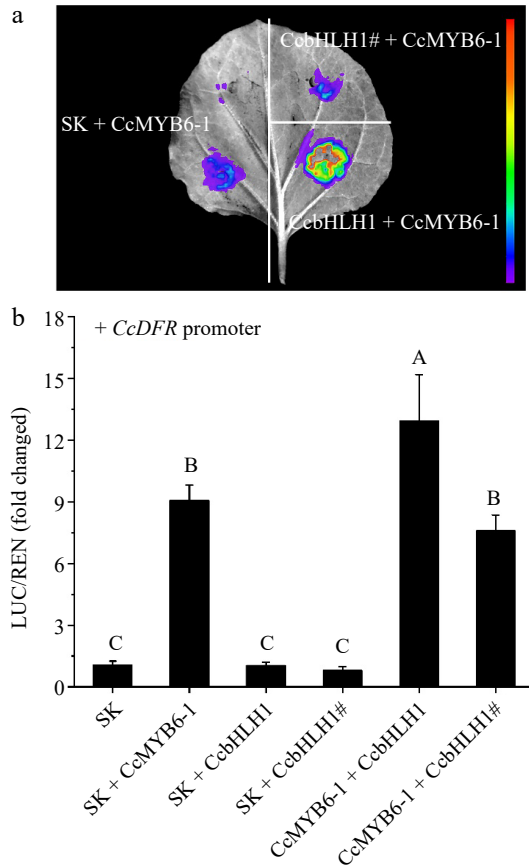 a
CcbHLH1# + CcMYB6-1
SK + CcMYB6-1
CcbHLH1 + CcMYB6-1
b
+ CcDFR promoter
LUC/REN (fold changed)
18
15
12
9
6
3
0
C
B
C
C
A
B
SK
SK + CcMYB6-1
SK + CcbHLH1
SK + CcbHLH1#
CcMYB6-1 + CcbHLH1
CcMYB6-1 + CcbHLH1#